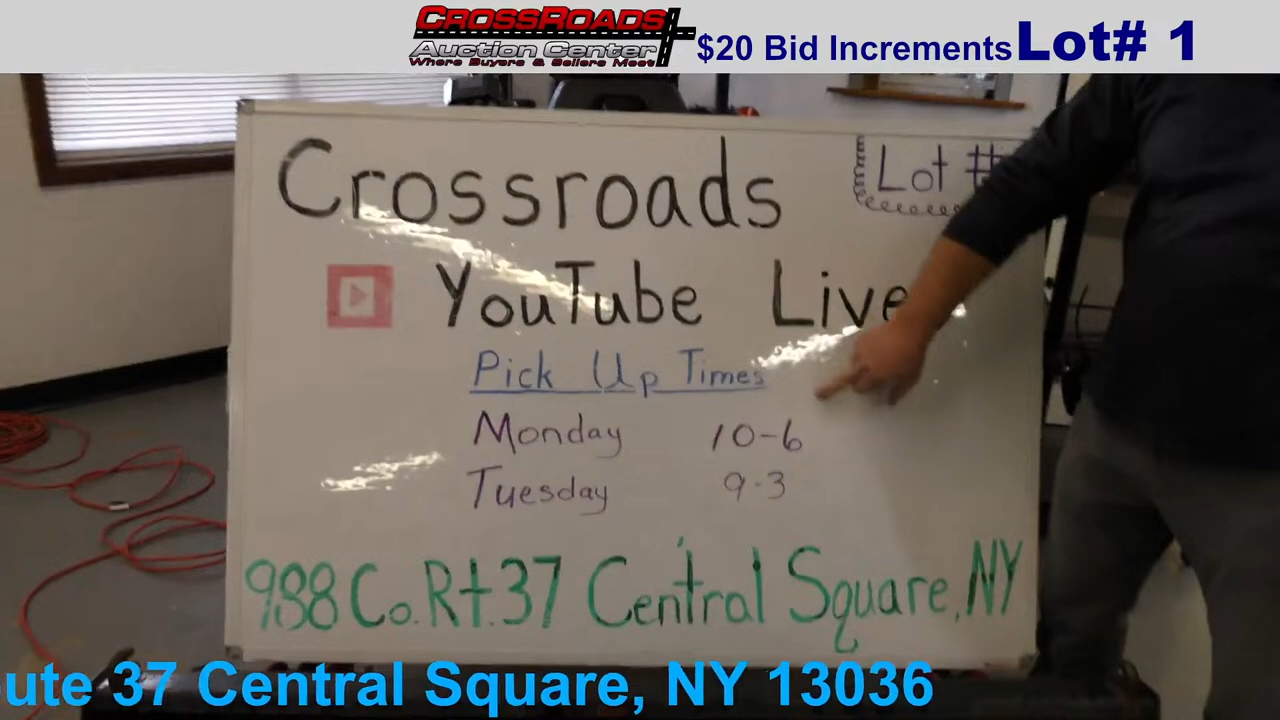 CROSSROADS
Auction Center
Where Buyers & Sellers Meet
$20 Bid Increments Lot# 1
Crossroads
Lot #
YouTube Live
Pick Up Times
Monday 10-6
Tuesday 9-3
988 Co. Rt. 37 Central Square, NY
ute 37 Central Square, NY 13036